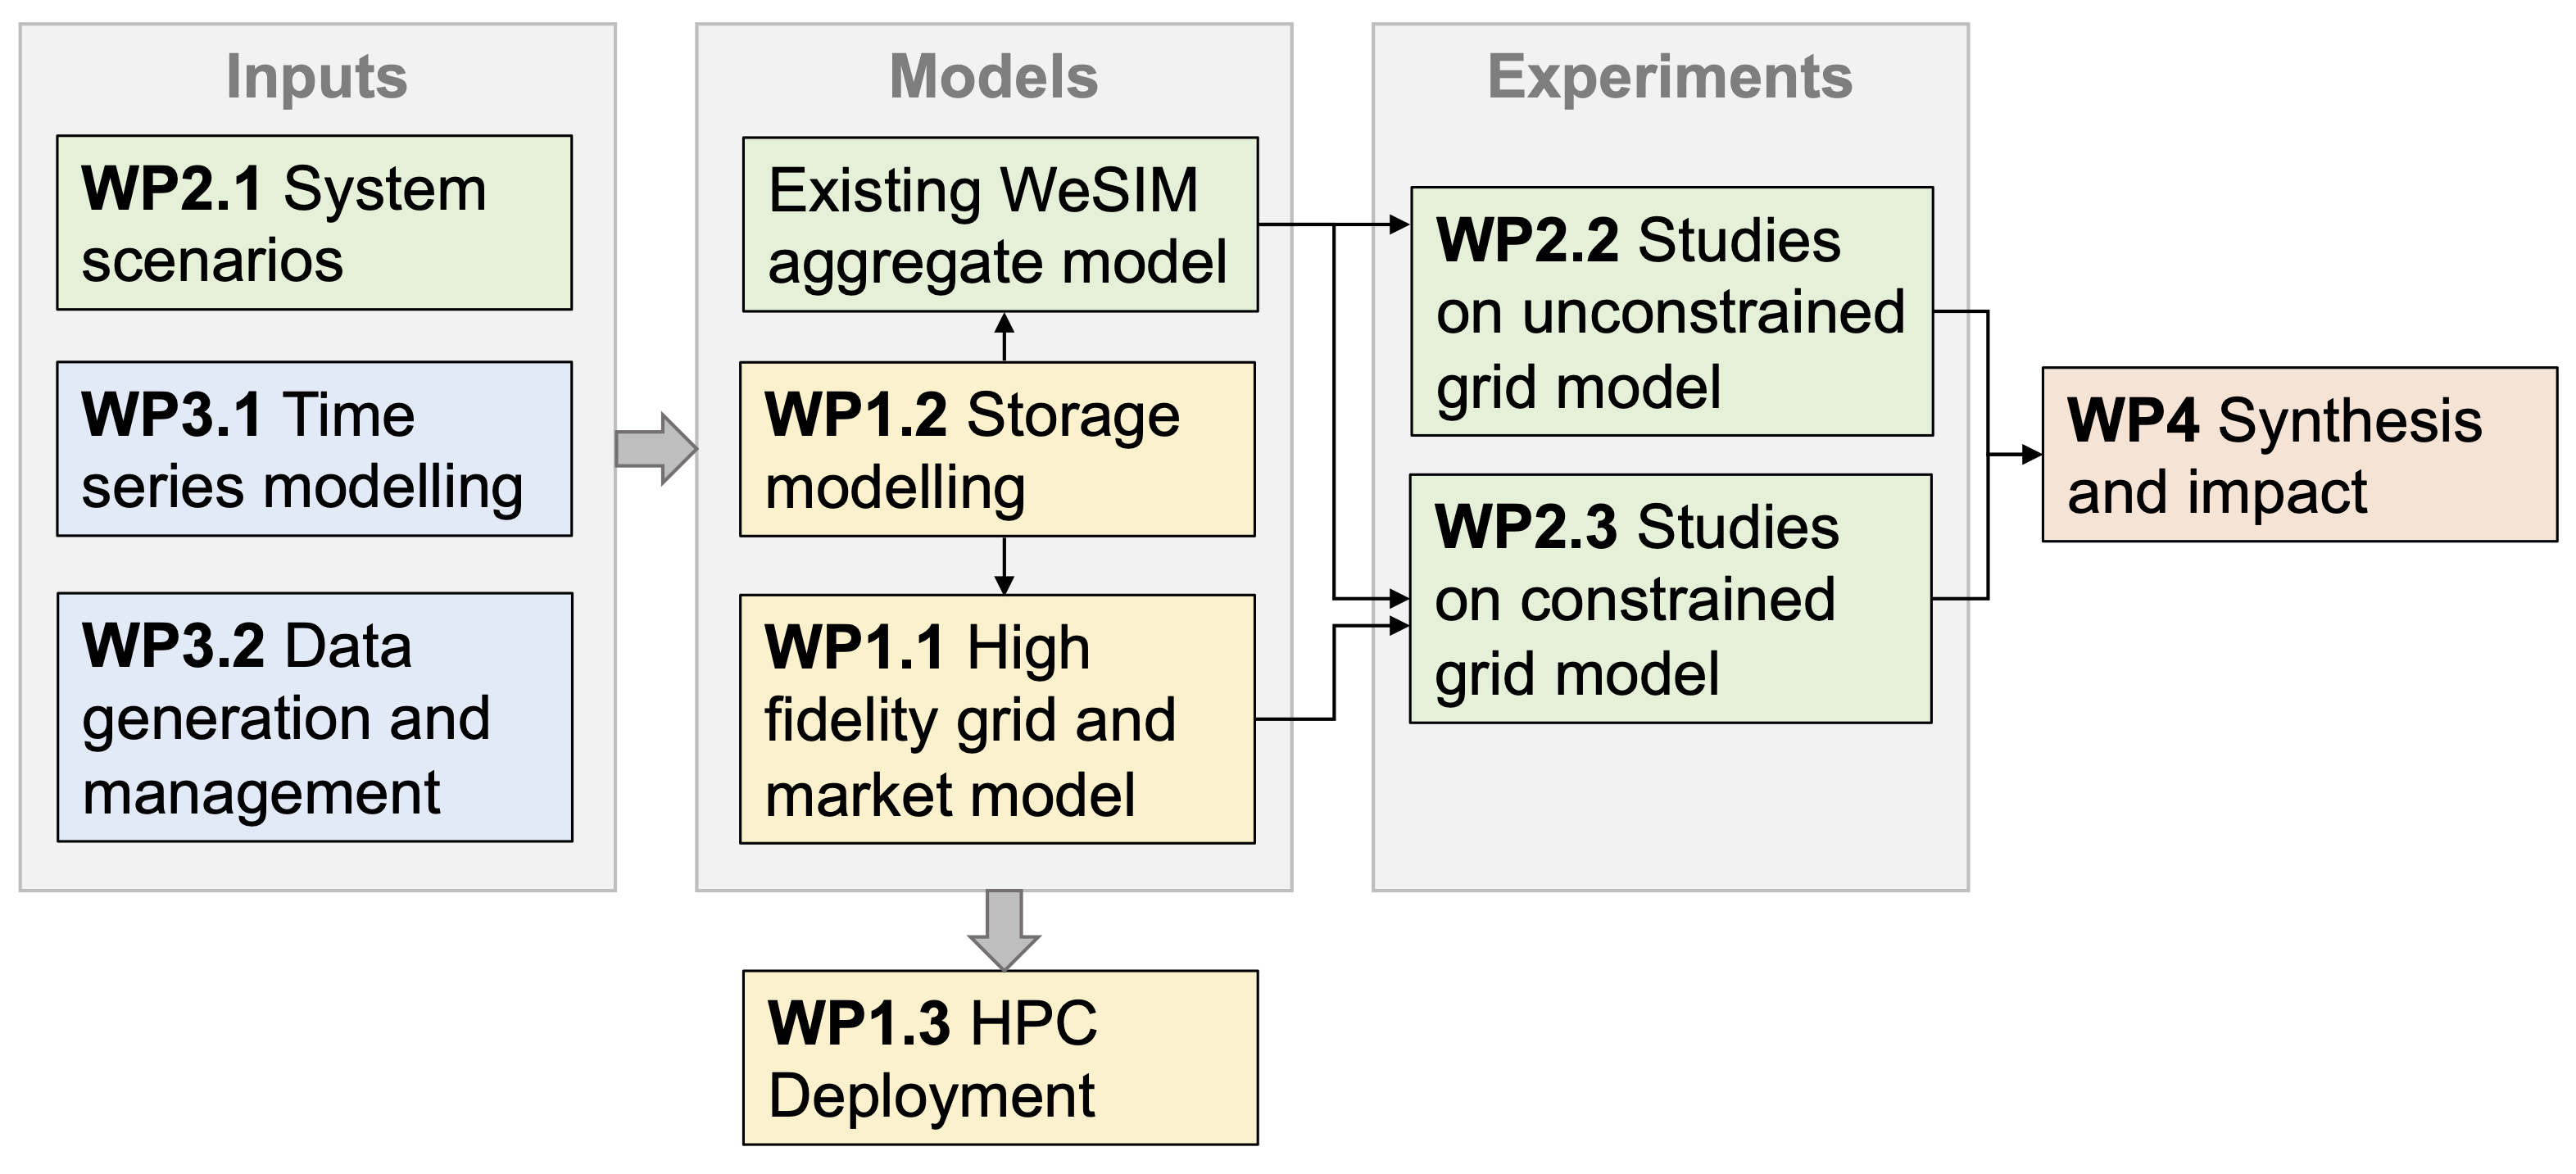 Inputs
WP2.1 System
scenarios
WP3.1 Time
series modelling
WP3.2 Data
generation and
management
Models
Existing WeSIM
aggregate model
WP1.2 Storage
modelling
WP1.1 High
fidelity grid and
market model
WP1.3 HPC
Deployment
Experiments
WP2.2 Studies
on unconstrained
grid model
WP2.3 Studies
on constrained
grid model
WP4 Synthesis
and impact